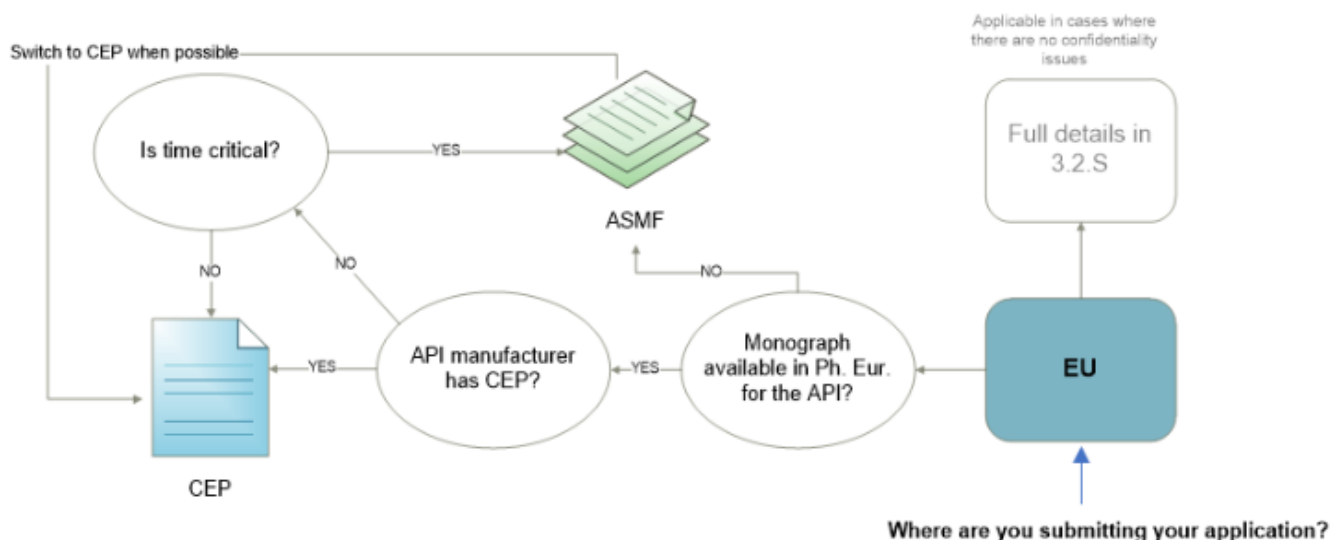 Applicable in cases where
there are no confidentiality
issues
Switch to CEP when possible
Is time critical?
YES
Full details in
3.2.S
ASMF
NO
NO
NO
API manufacturer
has CEP?
YES
Monograph
available in Ph. Eur.
for the API?
YES
EU
CEP
Where are you submitting your application?